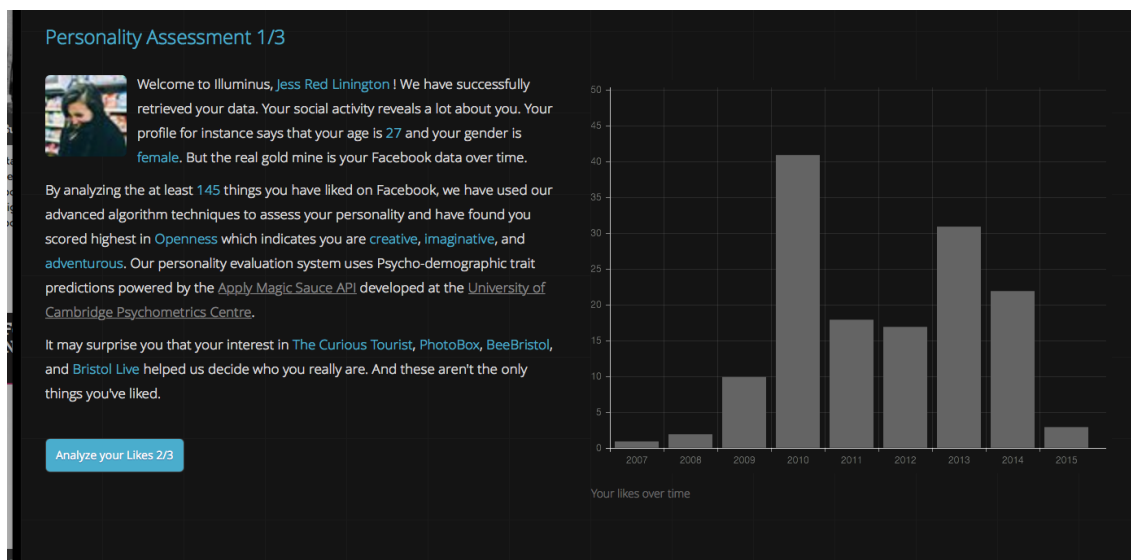 Personality Assessment 1/3
Welcome to Illuminus, Jess Red Linington ! We have successfully
retrieved your data. Your social activity reveals a lot about you. Your
profile for instance says that your age is 27 and your gender is
female. But the real gold mine is your Facebook data over time.
By analyzing the at least 145 things you have liked on Facebook, we have used our
advanced algorithm techniques to assess your personality and have found you
scored highest in Openness which indicates you are creative, imaginative, and
adventurous. Our personality evaluation system uses Psycho-demographic trait
predictions powered by the Apply Magic Sauce API developed at the University of
Cambridge Psychometrics Centre.
It may surprise you that your interest in The Curious Tourist, PhotoBox, BeeBristol,
and Bristol Live helped us decide who you really are. And these aren't the only
things you've liked.
Analyze your Likes 2/3
50
45
40
35
30
25
20
15
10
5
0
2007 2008 2009 2010 2011 2012 2013 2014 2015
Your likes over time